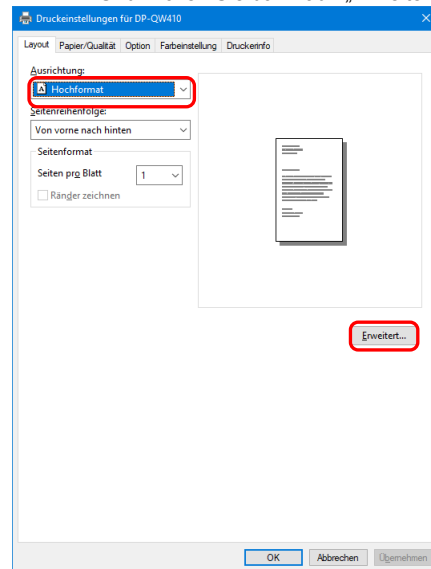 Druckeinstellungen für DP-QW410
Layout Papier/Qualität Option Farbeinstellung Druckerinfo
Ausrichtung:
Hochformat
Seitenreihenfolge:
Von vorne nach hinten
Seitenformat
Seiten pro Blatt 1
Ränder zeichnen
Erweitert...
OK Abbrechen Übernehmen